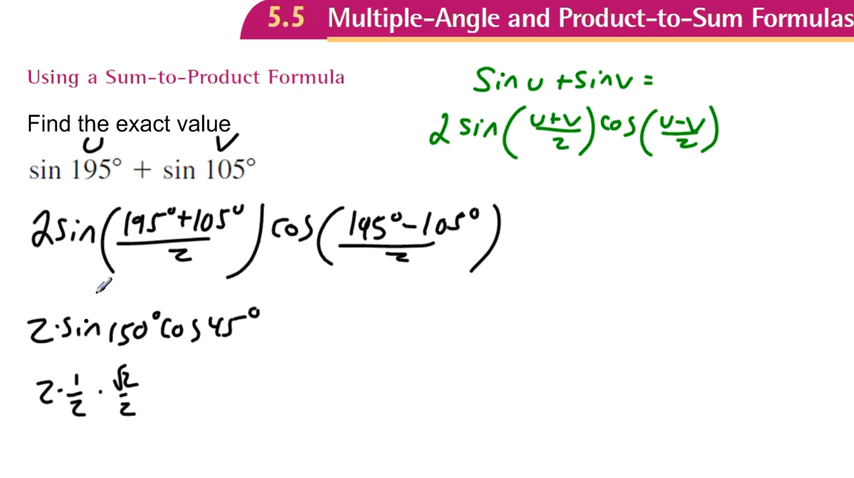 5.5 Multiple-Angle and Product-to-Sum Formulas
Using a Sum-to-Product Formula
Sin u + sin v =
2 sin((u+v)/2) cos((u-v)/2)
Find the exact value
U V
sin 195° + sin 105°
2 sin((195°+105°)/2) cos((195°-105°)/2)
2·sin 150° cos 45°
2·1/2·√2/2